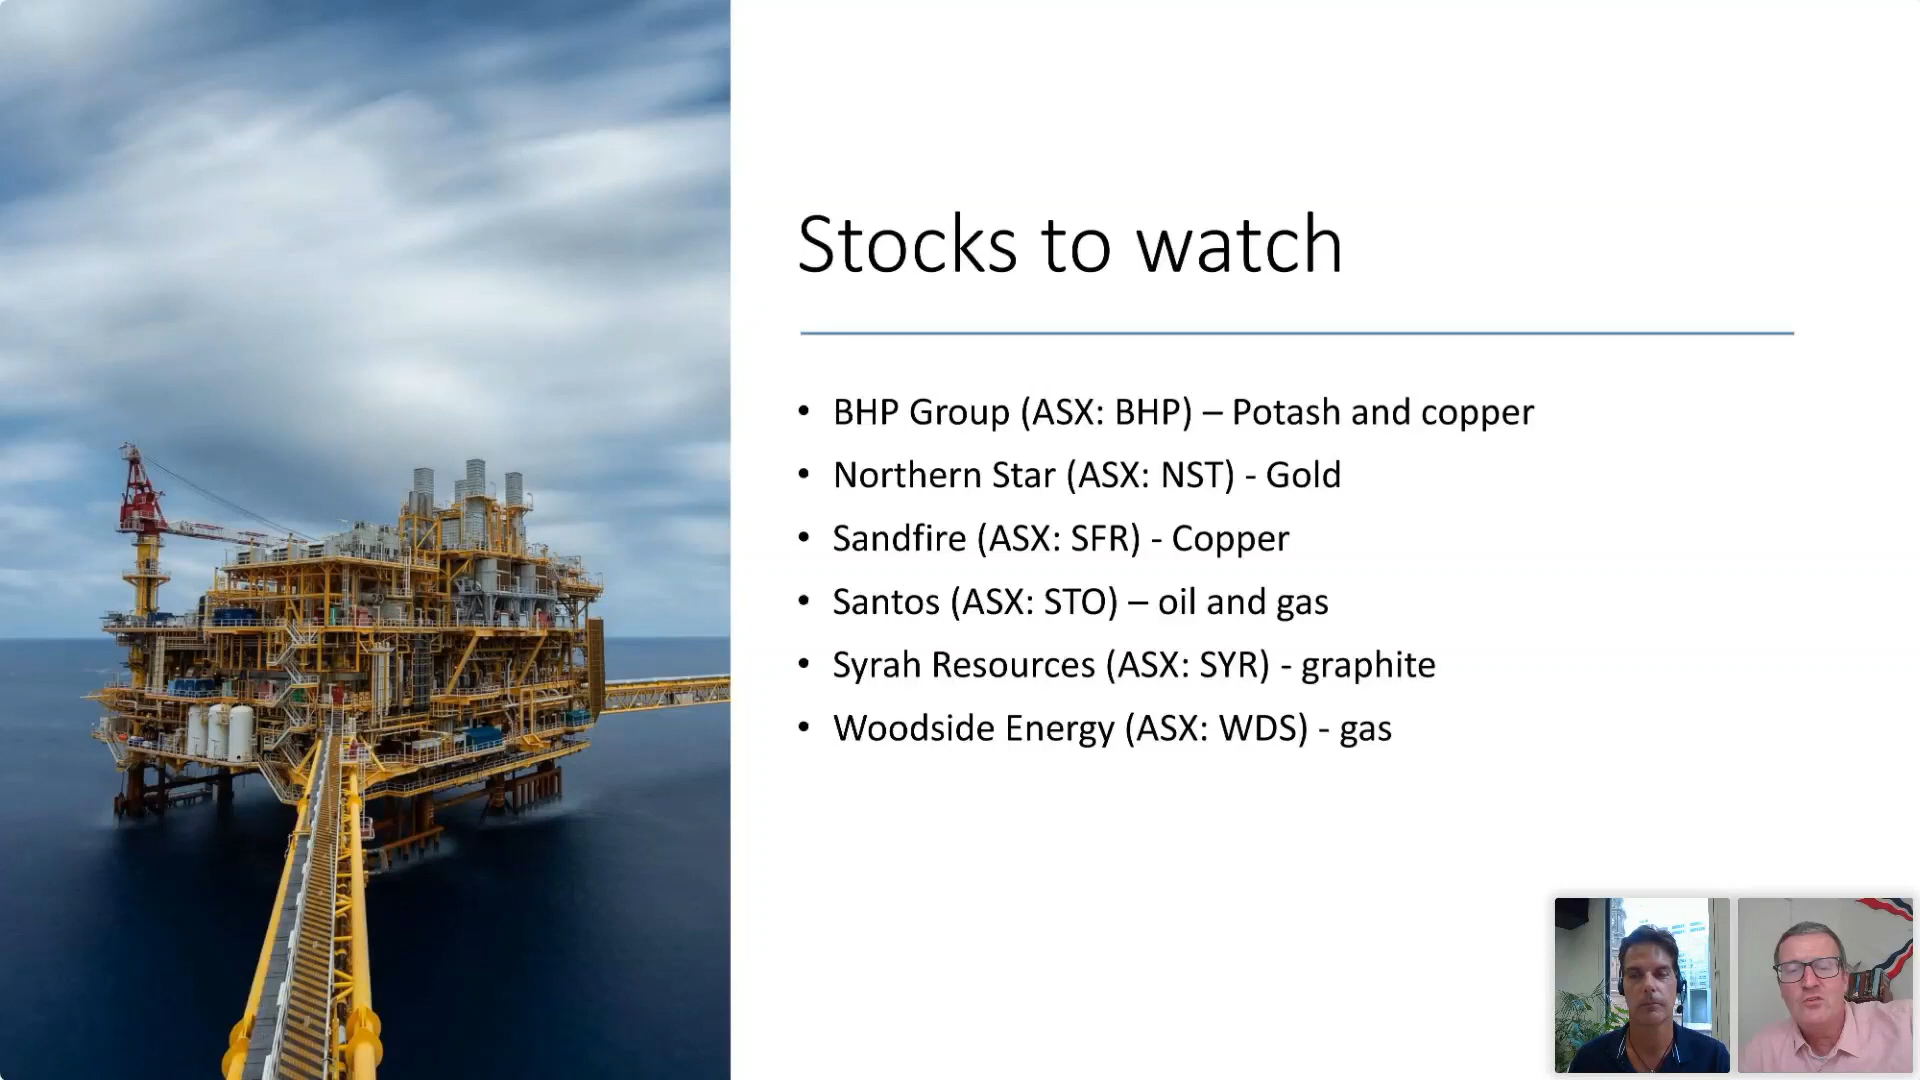 Stocks to watch
• BHP Group (ASX: BHP) – Potash and copper
• Northern Star (ASX: NST) - Gold
• Sandfire (ASX: SFR) - Copper
• Santos (ASX: STO) – oil and gas
• Syrah Resources (ASX: SYR) - graphite
• Woodside Energy (ASX: WDS) - gas